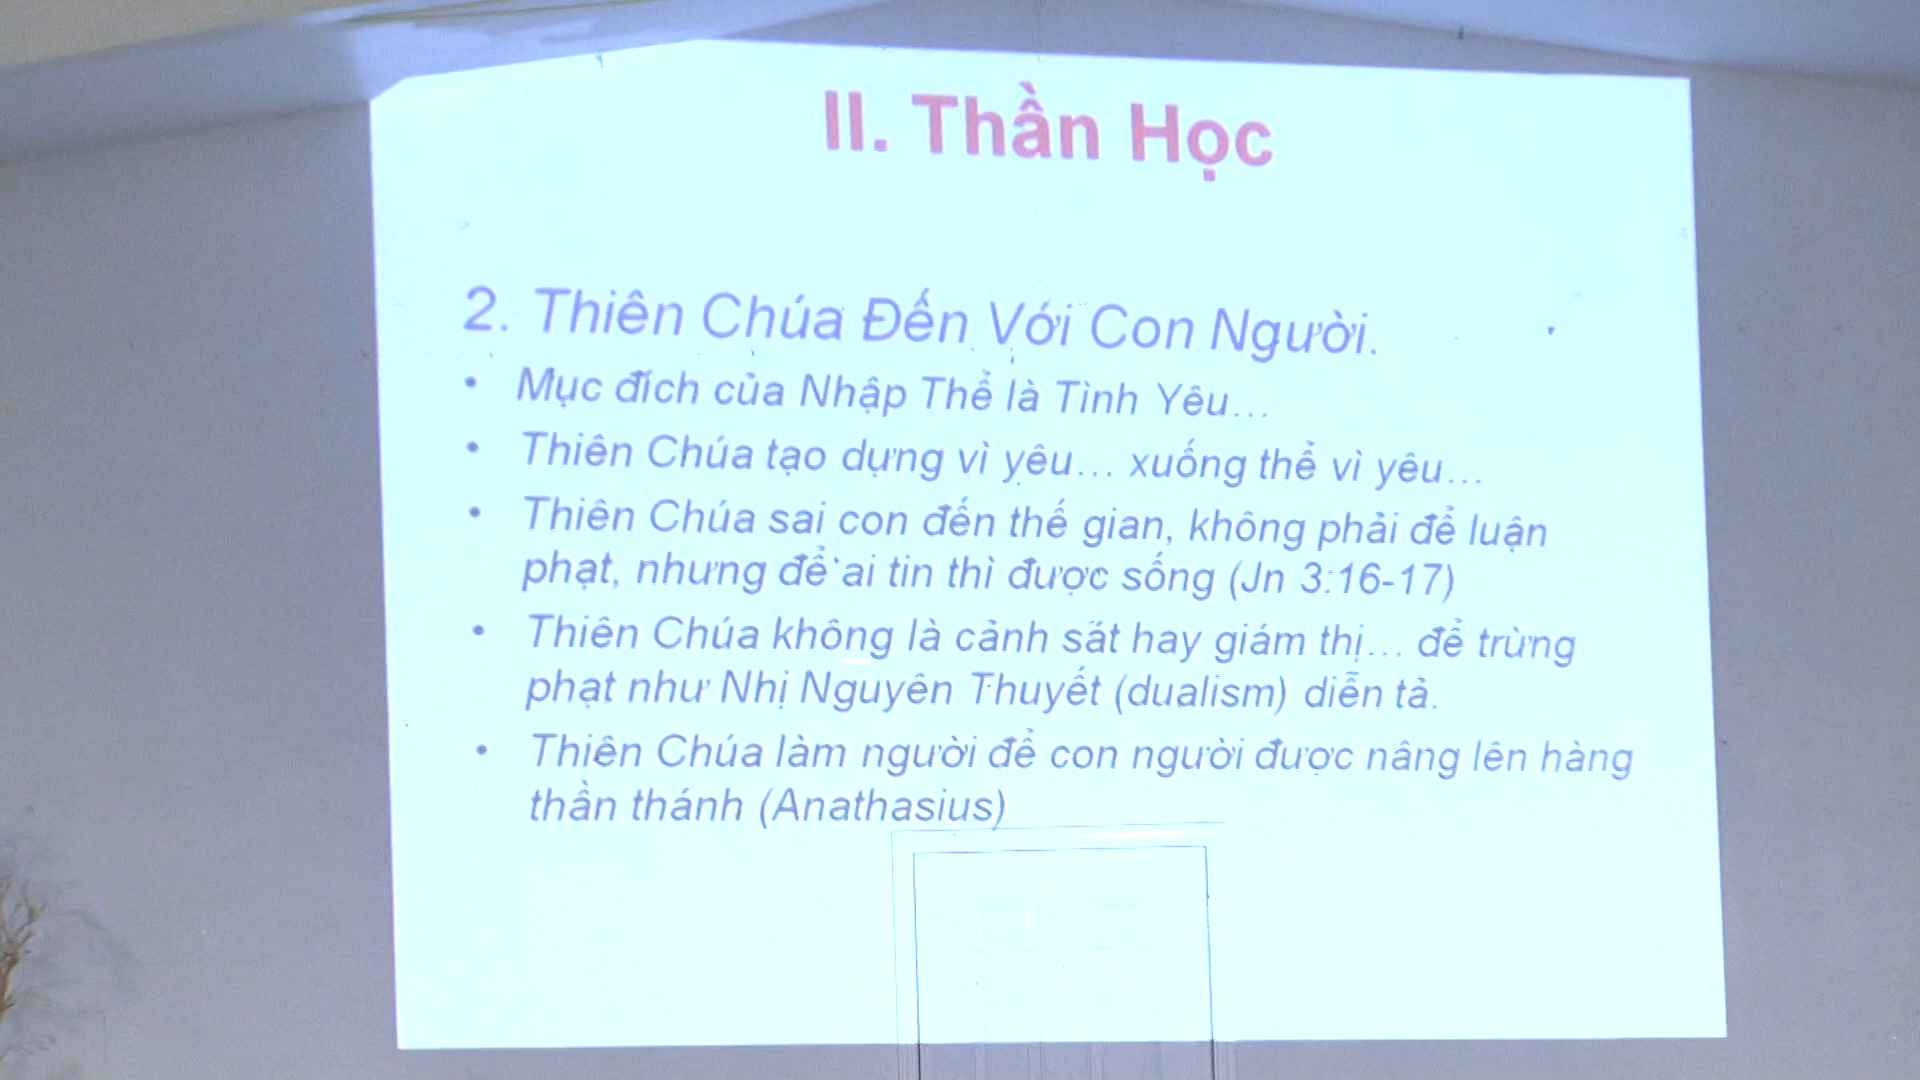 II. Thần Học
2. Thiên Chúa Đến Với Con Người.
• Mục đích của Nhập Thể là Tình Yêu...
• Thiên Chúa tạo dựng vì yêu... xuống thể vì yêu...
• Thiên Chúa sai con đến thế gian, không phải để luận
phạt, nhưng để ai tin thì được sống (Jn 3:16-17)
• Thiên Chúa không là cảnh sát hay giám thị... để trừng
phạt như Nhị Nguyên Thuyết (dualism) diễn tả.
• Thiên Chúa làm người để con người được nâng lên hàng
thần thánh (Anathasius)